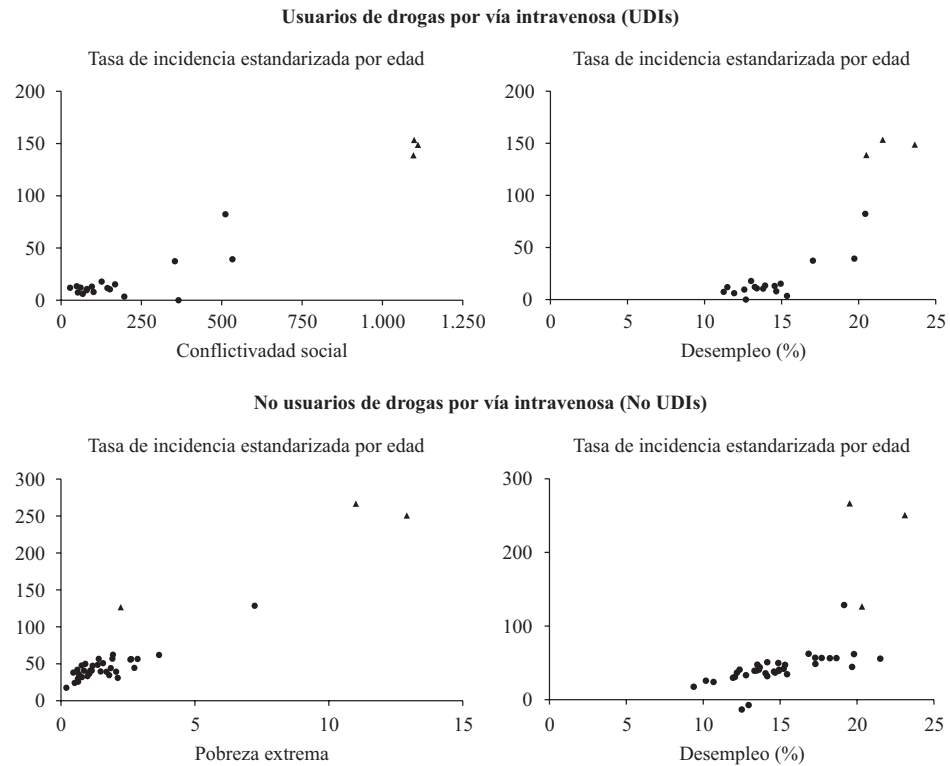 Usuarios de drogas por vía intravenosa (UDIs)
Tasa de incidencia estandarizada por edad
200
150
100
50
0
0 250 500 750 1.000 1.250
Conflictivadad social
Tasa de incidencia estandarizada por edad
200
150
100
50
0
0 5 10 15 20 25
Desempleo (%)
No usuarios de drogas por vía intravenosa (No UDIs)
Tasa de incidencia estandarizada por edad
300
250
200
150
100
50
0
0 5 10 15
Pobreza extrema
Tasa de incidencia estandarizada por edad
300
200
100
0
0 5 10 15 20 25
Desempleo (%)